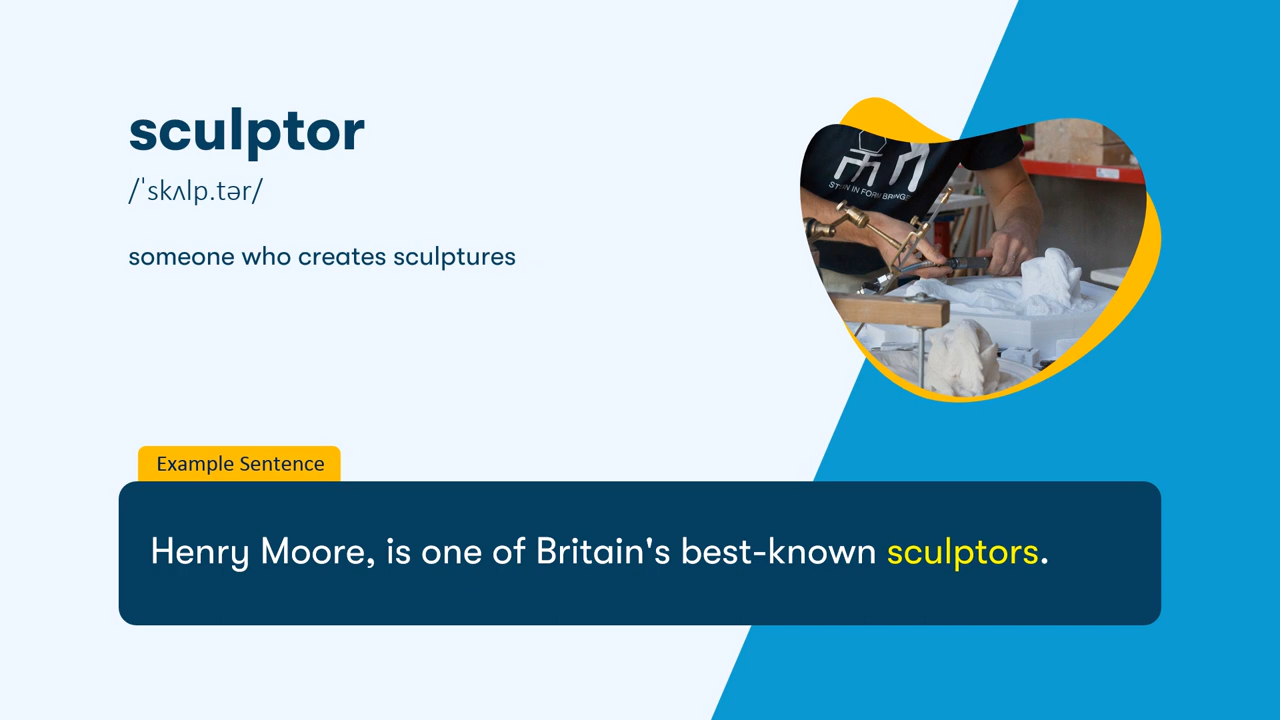 sculptor
/ˈskʌlp.tər/
someone who creates sculptures
Example Sentence
Henry Moore, is one of Britain's best-known sculptors.